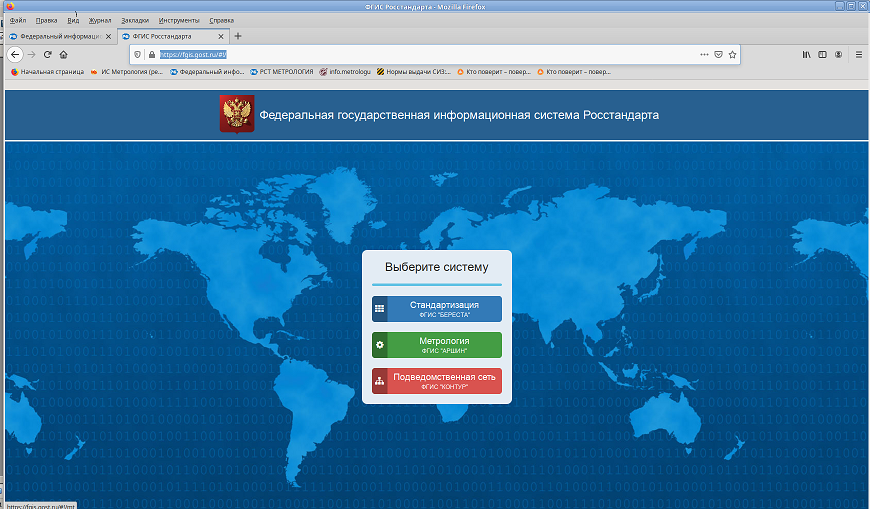 ФГИС Росстандарта - Mozilla Firefox
Файл Правка Вид Журнал Закладки Инструменты Справка
Федеральный информаци
ФГИС Росстандарта
https://fgis.gost.ru/#!/
Начальная страница
ИС Метрология (ре...
Федеральный инфо...
РСТ МЕТРОЛОГИЯ
info.metrologu
Нормы выдачи СИЗ:...
Кто поверит – повер...
Кто поверит – повер...
Федеральная государственная информационная система Росстандарта
Выберите систему
Стандартизация
ФГИС "БЕРЕСТА"
Метрология
ФГИС "АРШИН"
Подведомственная сеть
ФГИС "КОНТУР"
https://fgis.gost.ru/#!/mt